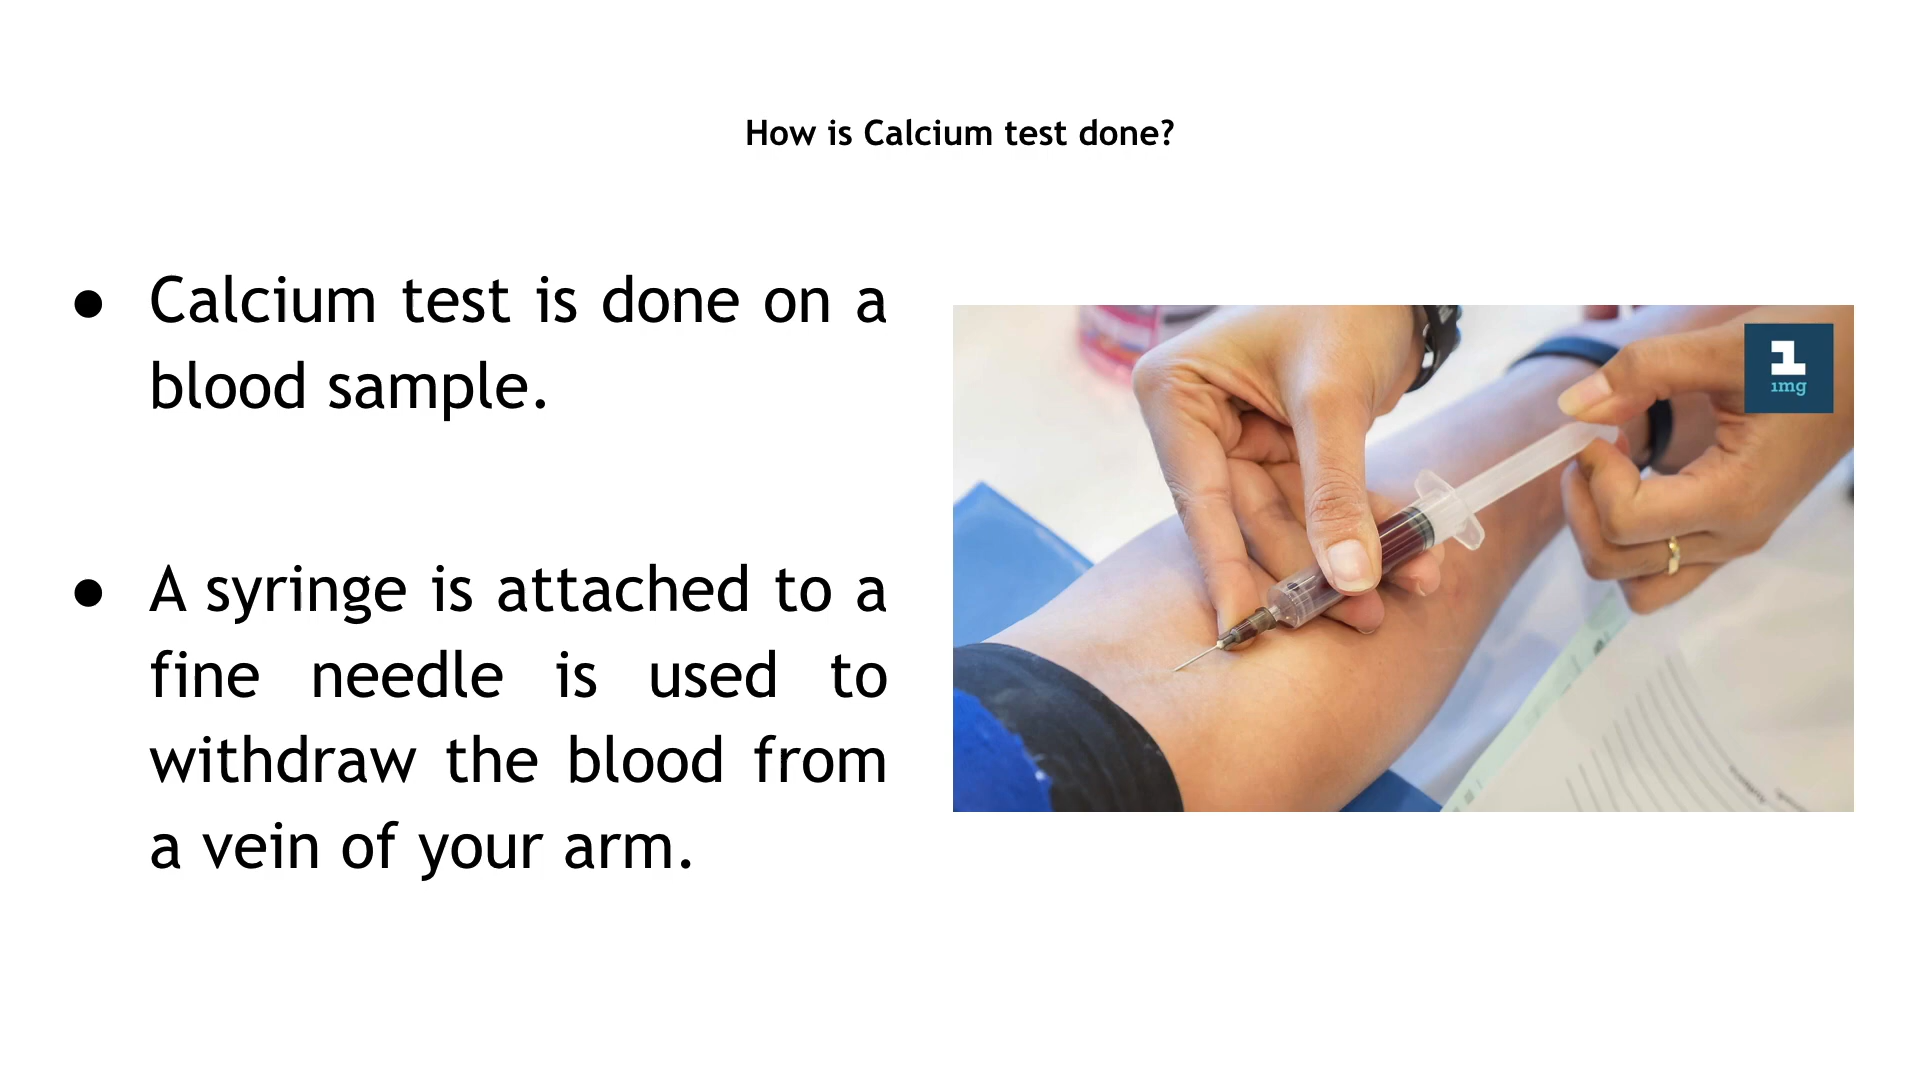 How is Calcium test done?
● Calcium test is done on a
blood sample.
● A syringe is attached to a
fine needle is used to
withdraw the blood from
a vein of your arm.
1
1mg